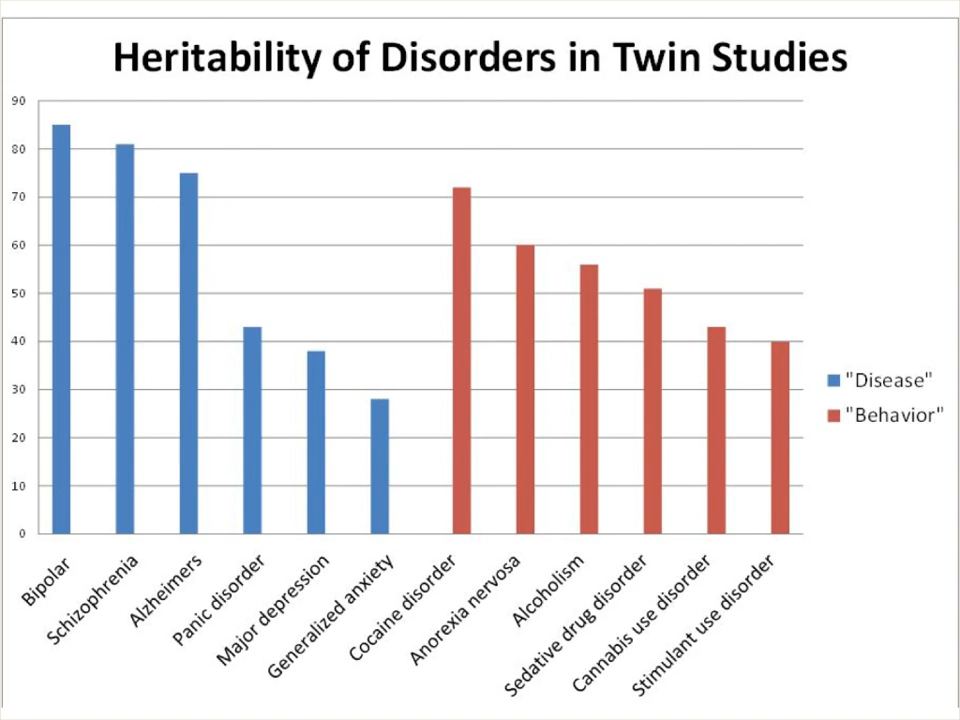 Heritability of Disorders in Twin Studies
90
80
70
60
50
40
30
20
10
0
Bipolar
Schizophrenia
Alzheimers
Panic disorder
Major depression
Generalized anxiety
Cocaine disorder
Anorexia nervosa
Alcoholism
Sedative drug disorder
Cannabis use disorder
Stimulant use disorder
"Disease"
"Behavior"